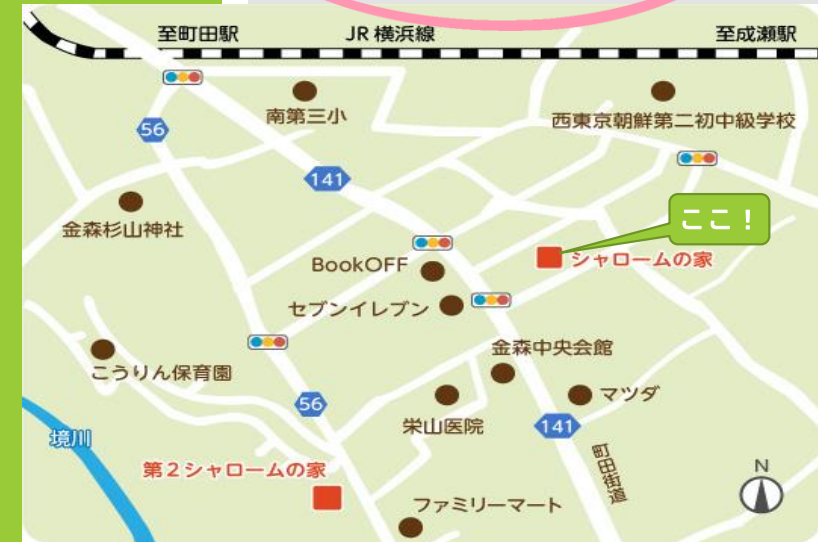 至町田駅
JR 横浜線
至成瀬駅
南第三小
西東京朝鮮第二初中級学校
56
141
金森杉山神社
ここ！
BookOFF
シャロームの家
セブンイレブン
金森中央会館
こうりん保育園
マツダ
56
栄山医院
141
境川
町田街道
第2シャロームの家
N
ファミリーマート